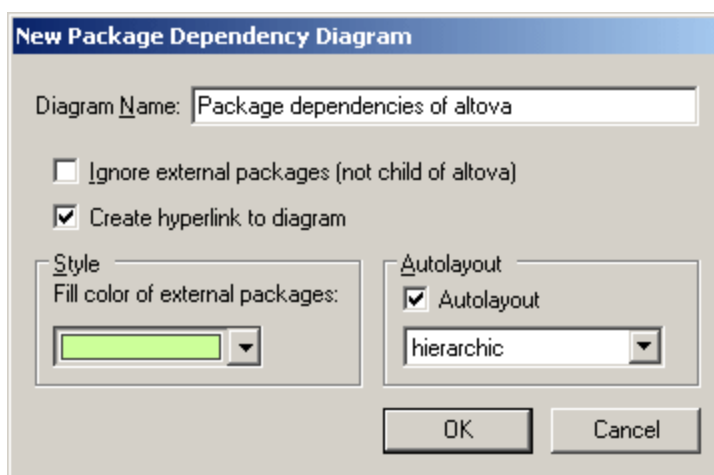 New Package Dependency Diagram
Diagram Name: Package dependencies of altova
Ignore external packages (not child of altova)
Create hyperlink to diagram
Style
Fill color of external packages:
Autolayout
Autolayout
hierarchic
OK
Cancel